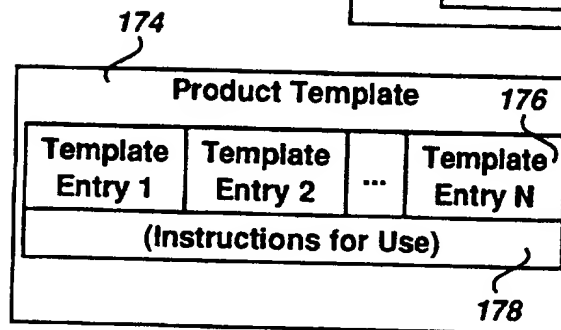 174
Product Template
176
Template Entry 1
Template Entry 2
...
Template Entry N
(Instructions for Use)
178